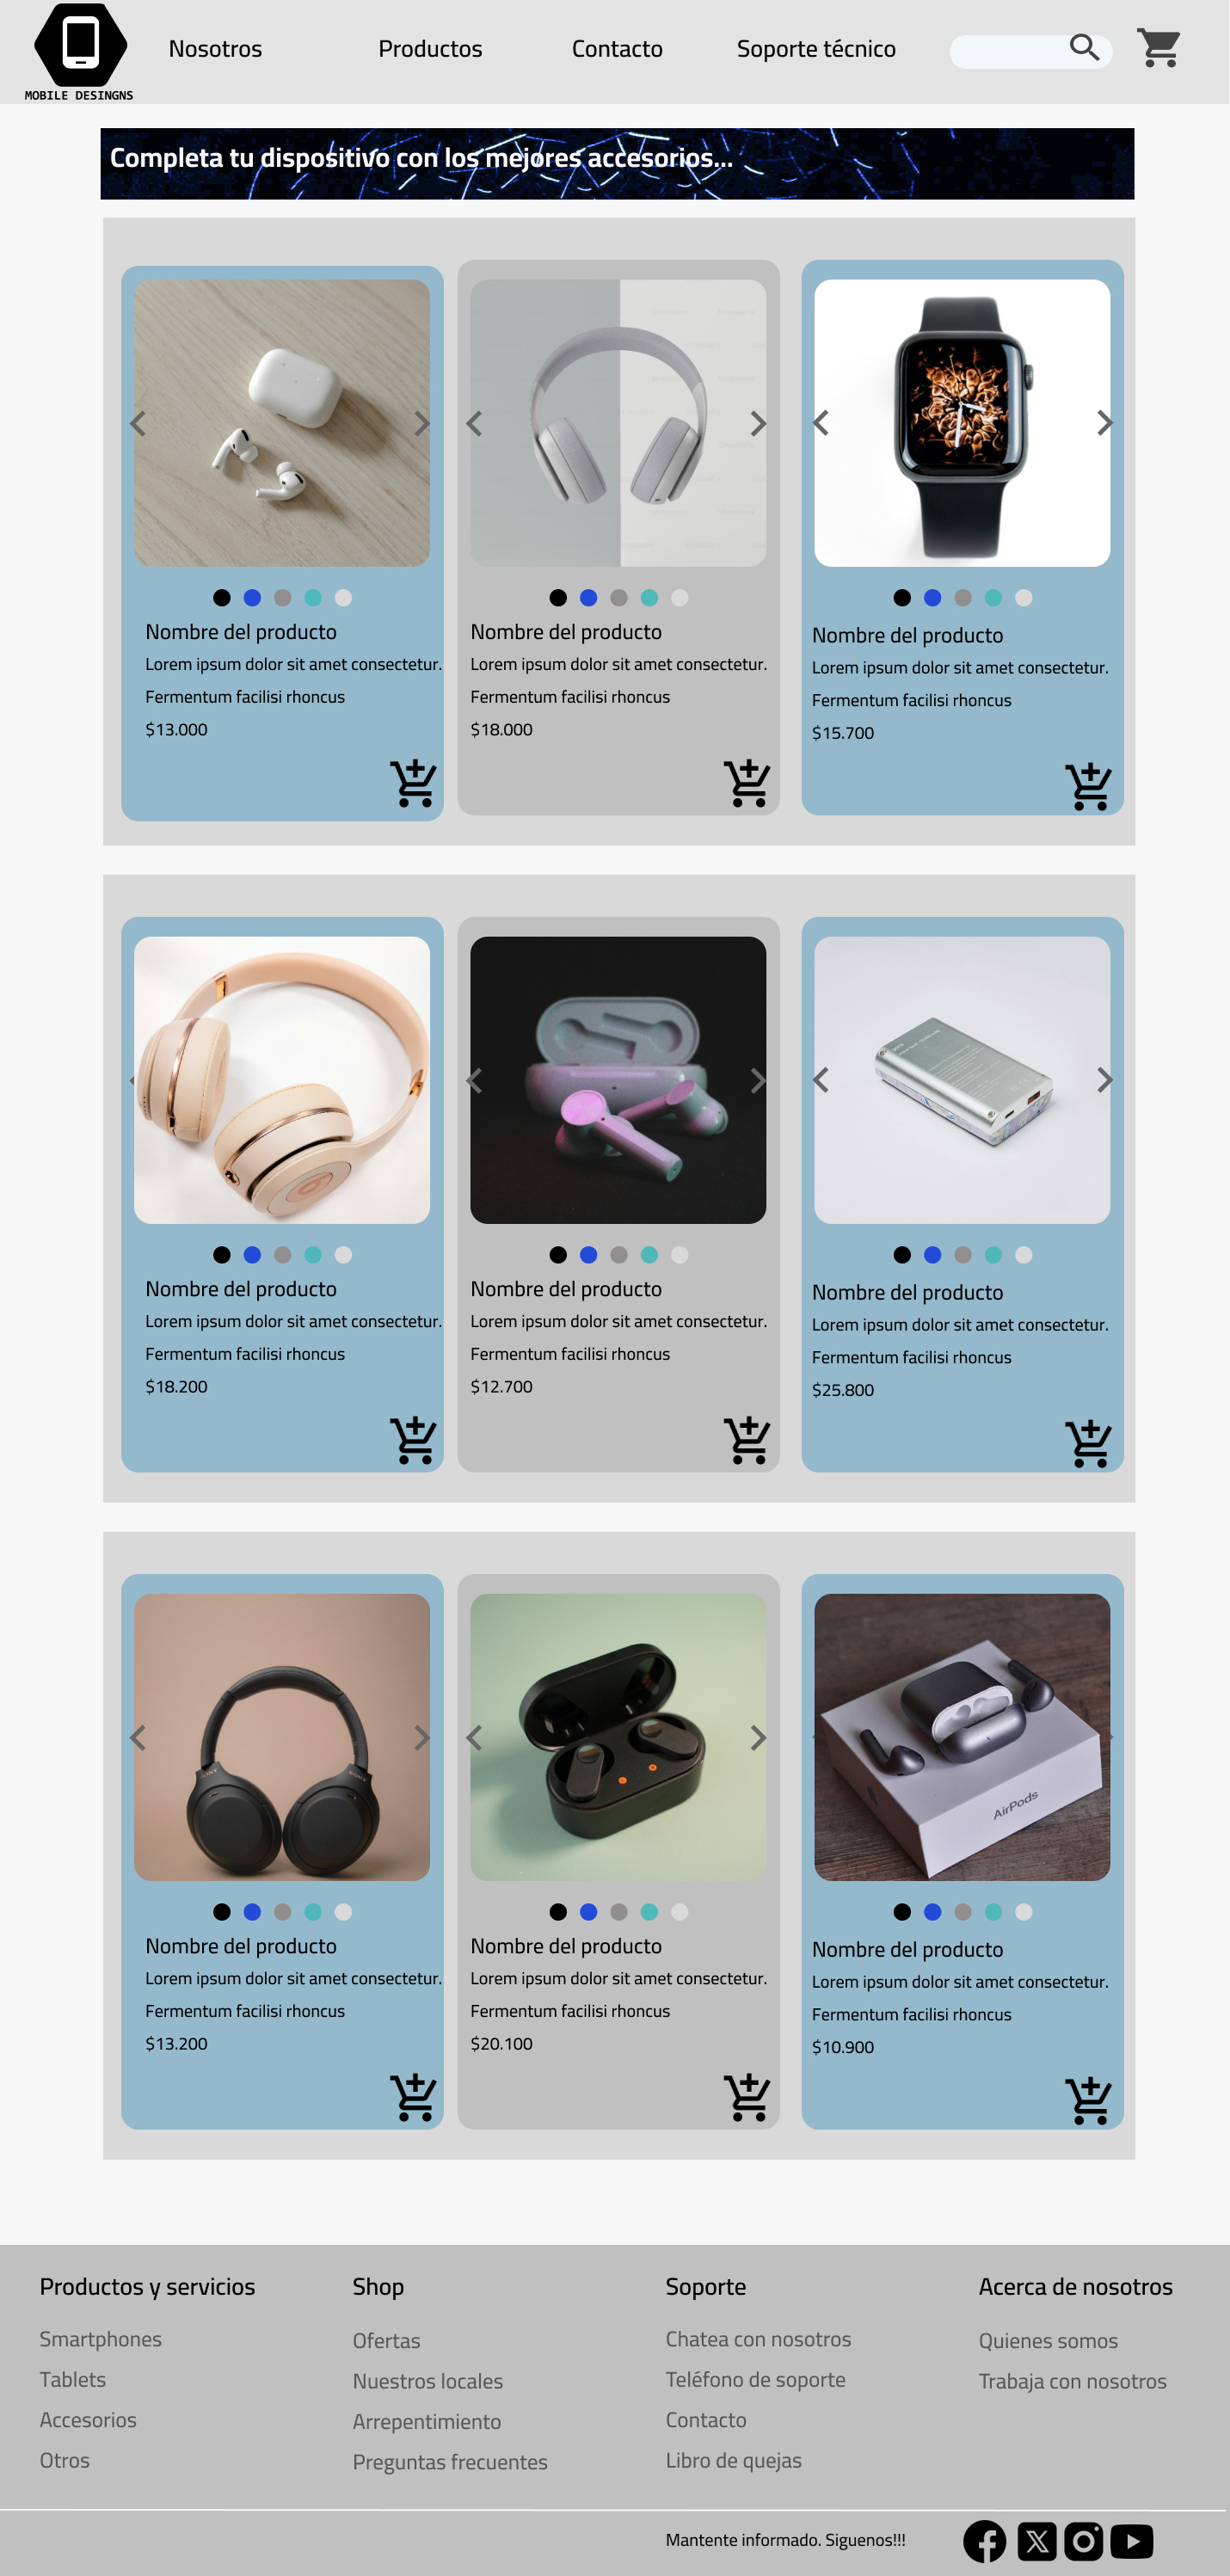 Nosotros
Productos
Contacto
Soporte técnico
MOBILE DESINGNS
Completa tu dispositivo con los mejores accesorios...
Nombre del producto
Lorem ipsum dolor sit amet consectetur.
Fermentum facilisi rhoncus
$13.000
Nombre del producto
Lorem ipsum dolor sit amet consectetur.
Fermentum facilisi rhoncus
$18.000
Nombre del producto
Lorem ipsum dolor sit amet consectetur.
Fermentum facilisi rhoncus
$15.700
Nombre del producto
Lorem ipsum dolor sit amet consectetur.
Fermentum facilisi rhoncus
$18.200
Nombre del producto
Lorem ipsum dolor sit amet consectetur.
Fermentum facilisi rhoncus
$12.700
Nombre del producto
Lorem ipsum dolor sit amet consectetur.
Fermentum facilisi rhoncus
$25.800
SONY
SONY
Nombre del producto
Lorem ipsum dolor sit amet consectetur.
Fermentum facilisi rhoncus
$13.200
Nombre del producto
Lorem ipsum dolor sit amet consectetur.
Fermentum facilisi rhoncus
$20.100
AirPods
Nombre del producto
Lorem ipsum dolor sit amet consectetur.
Fermentum facilisi rhoncus
$10.900
Productos y servicios
Smartphones
Tablets
Accesorios
Otros
Shop
Ofertas
Nuestros locales
Arrepentimiento
Preguntas frecuentes
Soporte
Chatea con nosotros
Teléfono de soporte
Contacto
Libro de quejas
Acerca de nosotros
Quienes somos
Trabaja con nosotros
Mantente informado. Siguenos!!!